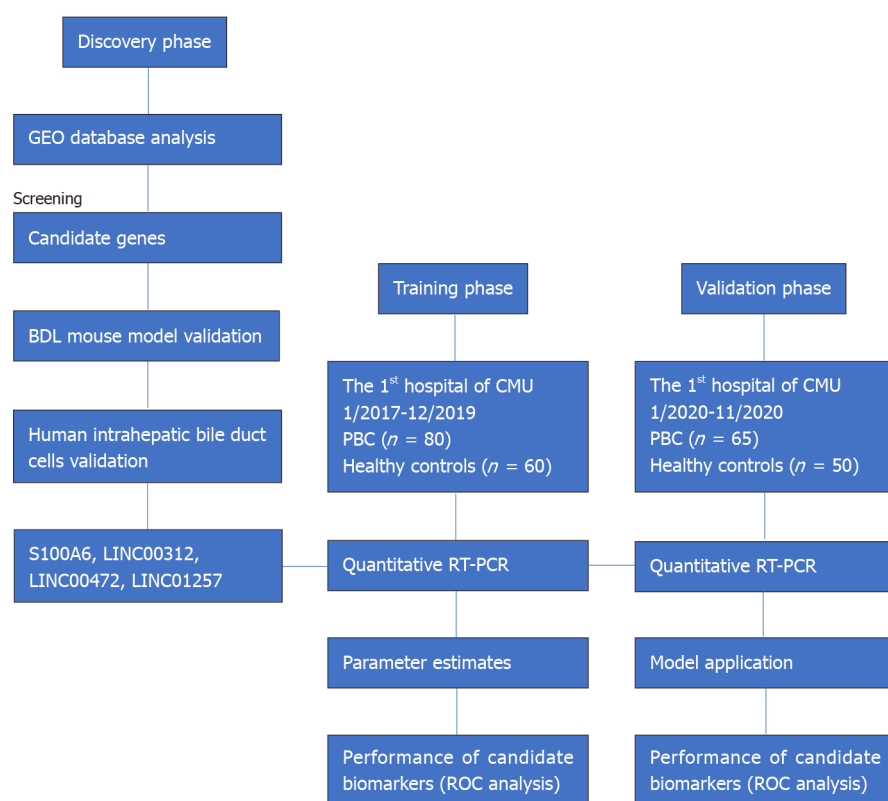 Discovery phase
GEO database analysis
Screening
Candidate genes
BDL mouse model validation
Human intrahepatic bile duct
cells validation
S100A6, LINC00312,
LINC00472, LINC01257
Training phase
The 1st hospital of CMU
1/2017-12/2019
PBC (n = 80)
Healthy controls (n = 60)
Quantitative RT-PCR
Parameter estimates
Performance of candidate
biomarkers (ROC analysis)
Validation phase
The 1st hospital of CMU
1/2020-11/2020
PBC (n = 65)
Healthy controls (n = 50)
Quantitative RT-PCR
Model application
Performance of candidate
biomarkers (ROC analysis)